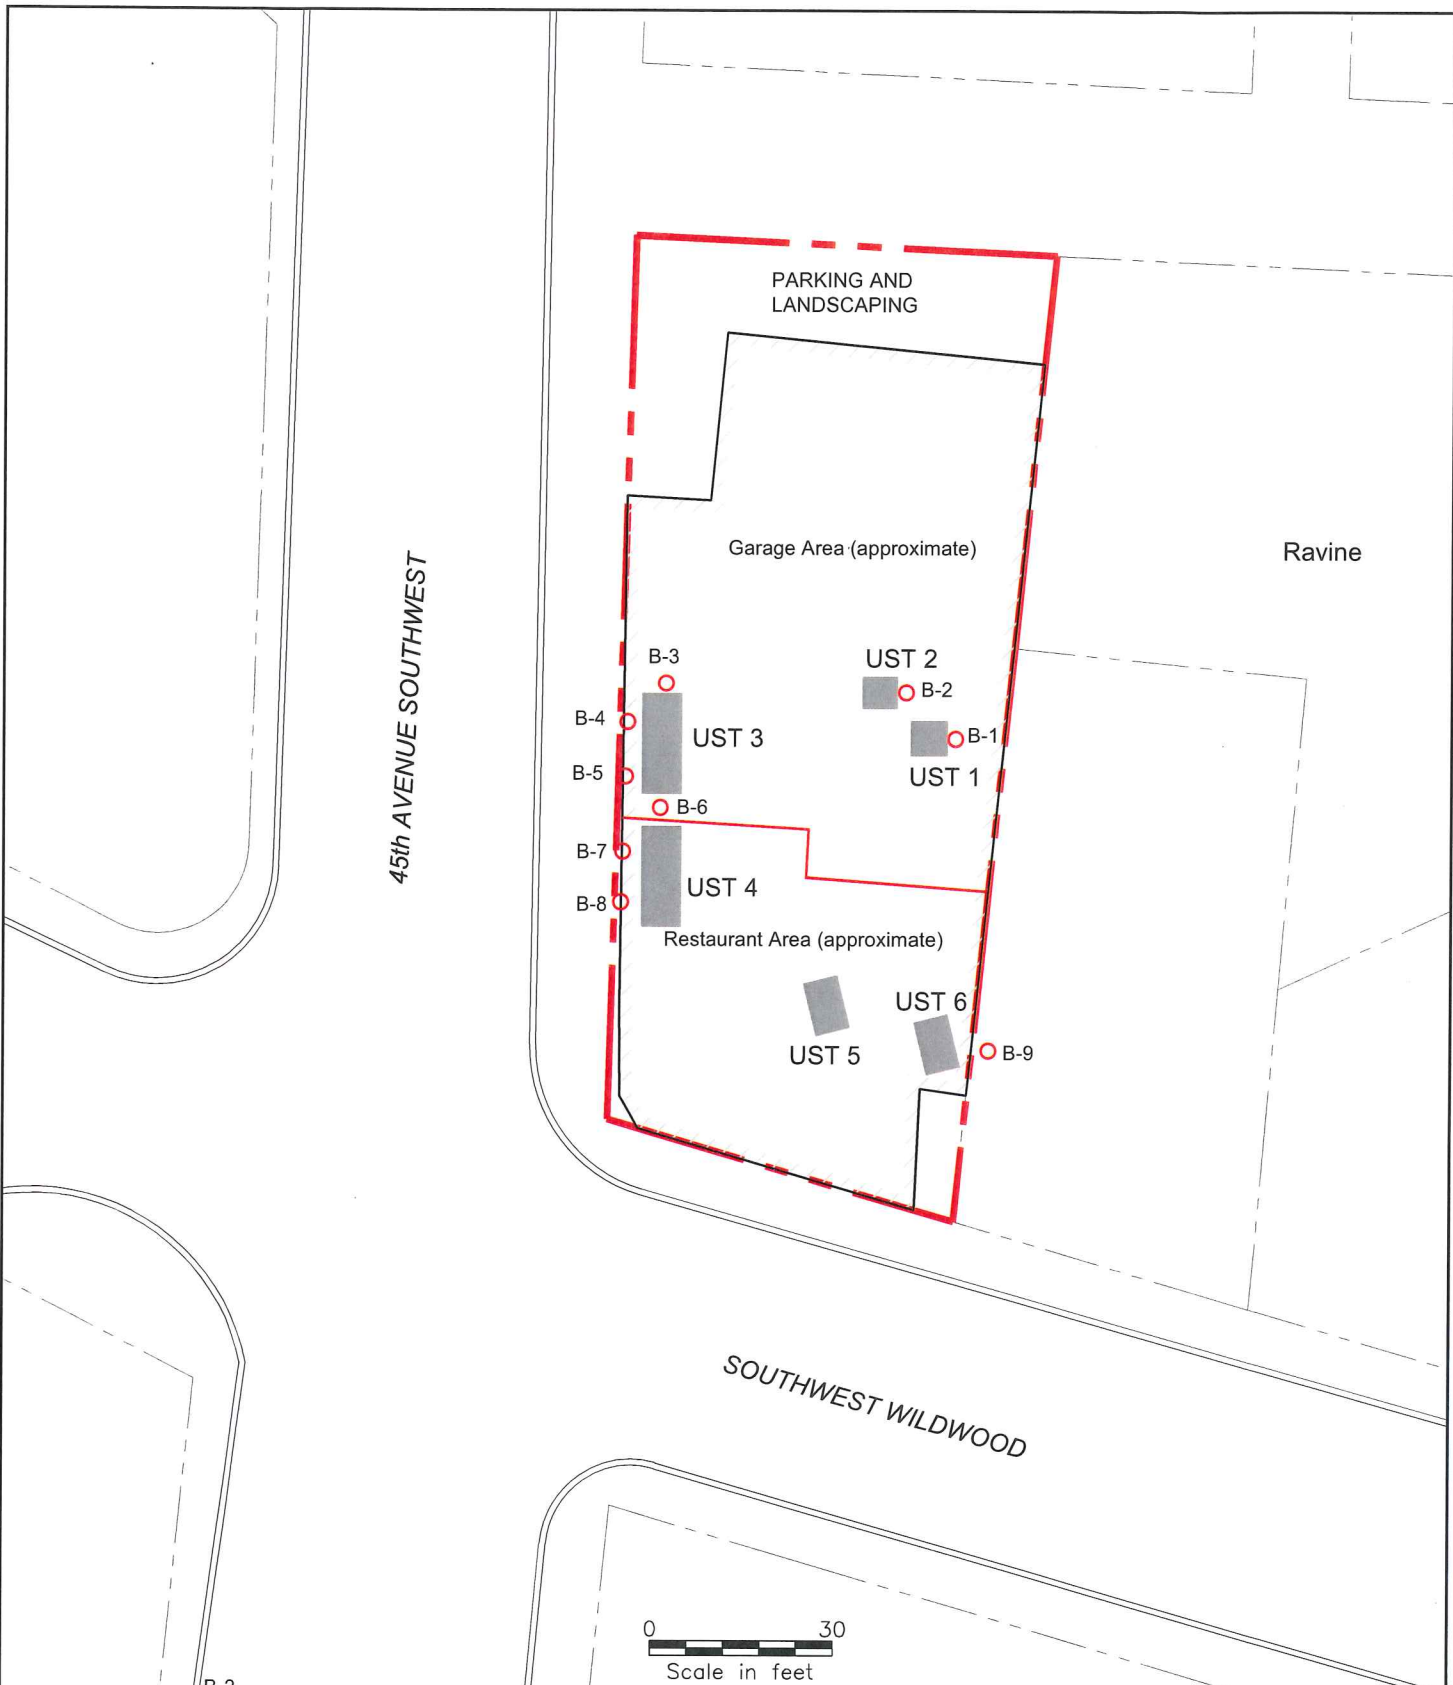 PARKING AND
LANDSCAPING
Garage Area (approximate)
Ravine
45th AVENUE SOUTHWEST
B-3
UST 2
B-2
B-4
UST 3
B-1
B-5
UST 1
B-6
B-7
UST 4
B-8
Restaurant Area (approximate)
UST 6
UST 5
B-9
SOUTHWEST WILDWOOD
0 30
Scale in feet